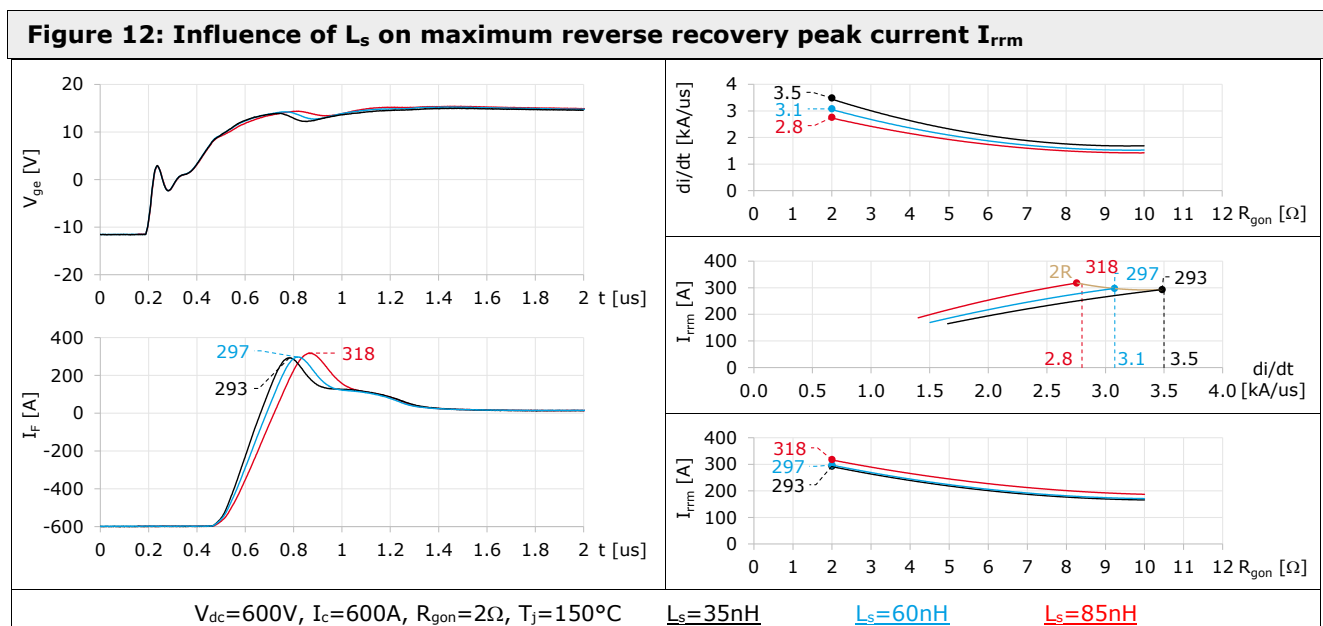 Figure 12: Influence of Ls on maximum reverse recovery peak current Irrm
20
10
0
-10
-20
Vge [V]
0 0.2 0.4 0.6 0.8 1 1.2 1.4 1.6 1.8 2 t [us]
400
200
0
-200
-400
-600
IF [A]
297
318
293
0 0.2 0.4 0.6 0.8 1 1.2 1.4 1.6 1.8 2 t [us]
4
3
2
1
0
di/dt [kA/us]
3.5
3.1
2.8
0 1 2 3 4 5 6 7 8 9 10 11 12 Rgon [Ω]
400
300
200
100
0
Irrm [A]
2R 318 297 293
2.8 3.1 3.5
0.0 0.5 1.0 1.5 2.0 2.5 3.0 3.5 4.0
di/dt
[kA/us]
400
300
200
100
0
Irrm [A]
318
297
293
0 1 2 3 4 5 6 7 8 9 10 11 12 Rgon [Ω]
Vdc=600V, Ic=600A, Rgon=2Ω, Tj=150°C Ls=35nH Ls=60nH Ls=85nH